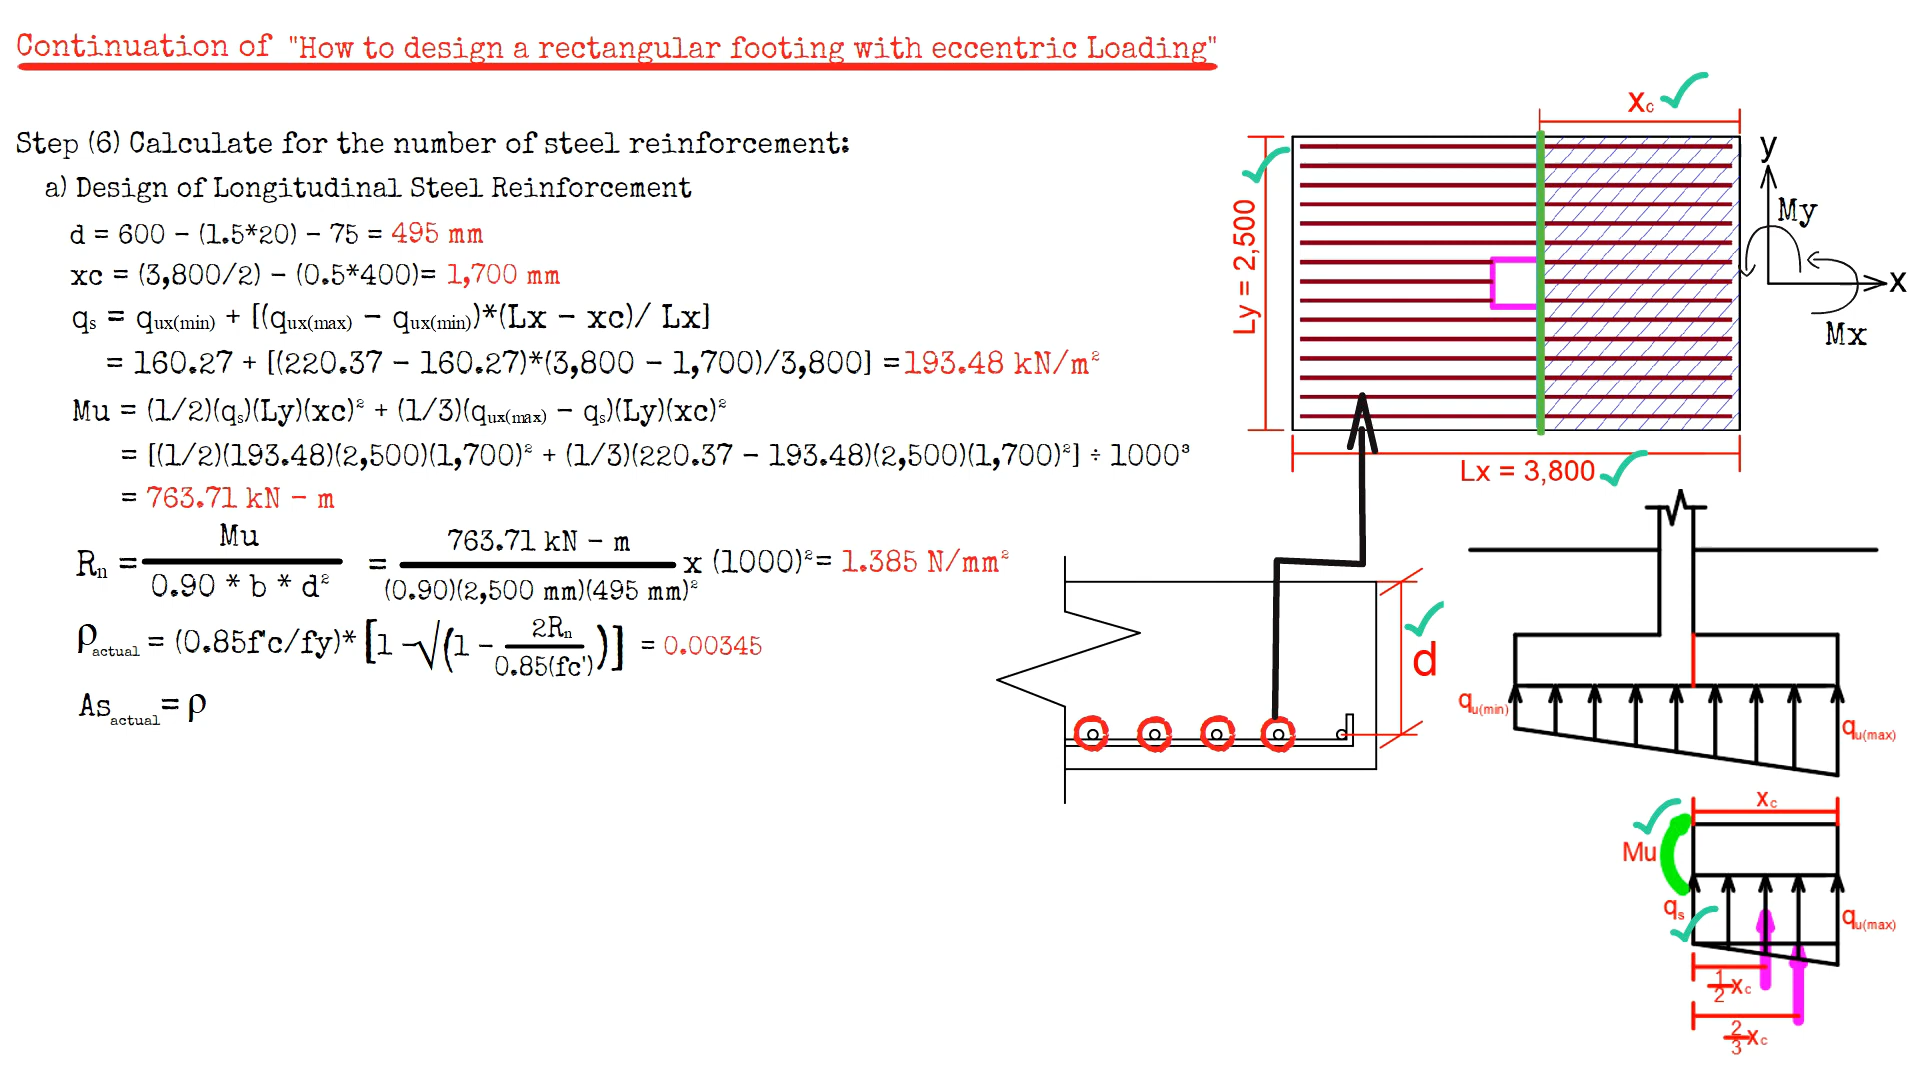 Continuation of "How to design a rectangular footing with eccentric Loading"
Step (6) Calculate for the number of steel reinforcement:
a) Design of Longitudinal Steel Reinforcement
d = 600 - (1.5*20) - 75 = 495 mm
xc = (3,800/2) - (0.5*400)= 1,700 mm
qs = qux(min) + [(qux(max) - qux(min))*(Lx - xc)/ Lx]
= 160.27 + [(220.37 - 160.27)*(3,800 - 1,700)/3,800] = 193.48 kN/m²
Mu = (1/2)(qs)(Ly)(xc)² + (1/3)(qux(max) - qs)(Ly)(xc)²
= [(1/2)(193.48)(2,500)(1,700)² + (1/3)(220.37 - 193.48)(2,500)(1,700)²] ÷ 1000³
= 763.71 kN - m
Rn = Mu / 0.90 * b * d² = 763.71 kN - m / (0.90)(2,500 mm)(495 mm)² x (1000)² = 1.385 N/mm²
ρactual = (0.85f'c/fy)* [1 - √(1 - 2Rn / 0.85(fc'))] = 0.00345
Asactual = ρ
xc
Ly = 2,500
Lx = 3,800
y
My
x
Mx
d
qu(min)
qu(max)
xc
Mu
qs
qu(max)
1/2 xc
2/3 xc